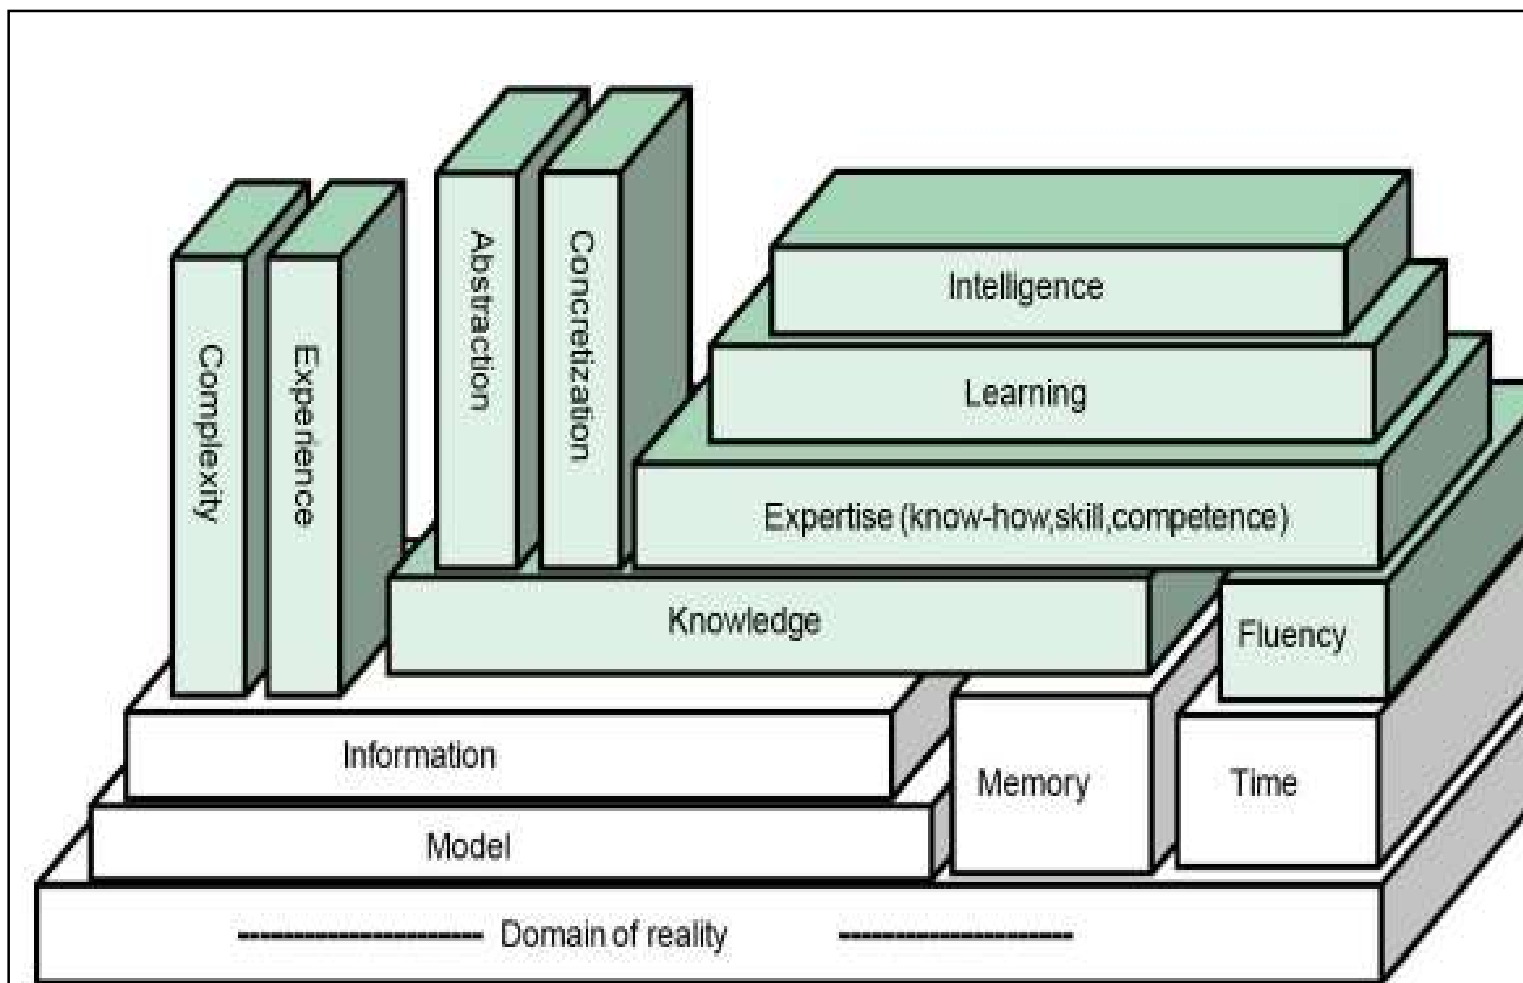 Complexity
Experience
Abstraction
Concretization
Intelligence
Learning
Expertise (know-how,skill,competence)
Knowledge
Fluency
Information
Memory
Time
Model
Domain of reality